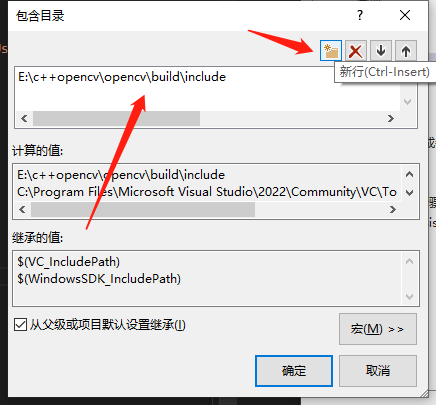 包含目录
新行(Ctrl-Insert)
E:\c++opencv\opencv\build\include
计算的值:
E:\c++opencv\opencv\build\include
C:\Program Files\Microsoft Visual Studio\2022\Community\VC\To
继承的值:
$(VC_IncludePath)
$(WindowsSDK_IncludePath)
从父级或项目默认设置继承(I)
宏(M) >>
确定
取消